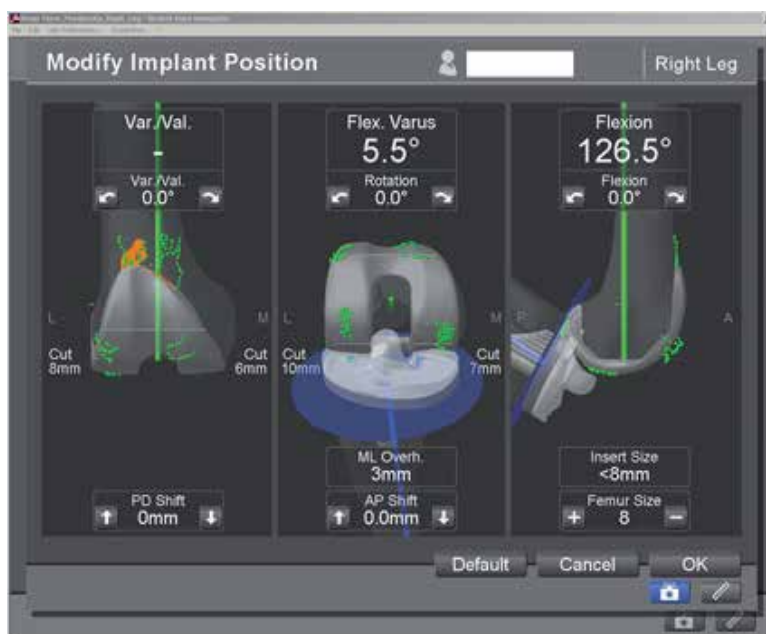 Modify Implant Position
Right Leg
Var./Val.
-
Var./Val.
0.0°
L
M
Cut
8mm
Cut
6mm
PD Shift
0mm
Flex. Varus
5.5°
Rotation
0.0°
L
M
Cut
10mm
Cut
7mm
ML Overh.
3mm
AP Shift
0.0mm
Flexion
126.5°
Flexion
0.0°
P
A
Insert Size
<8mm
Femur Size
+ 8 −
Default
Cancel
OK